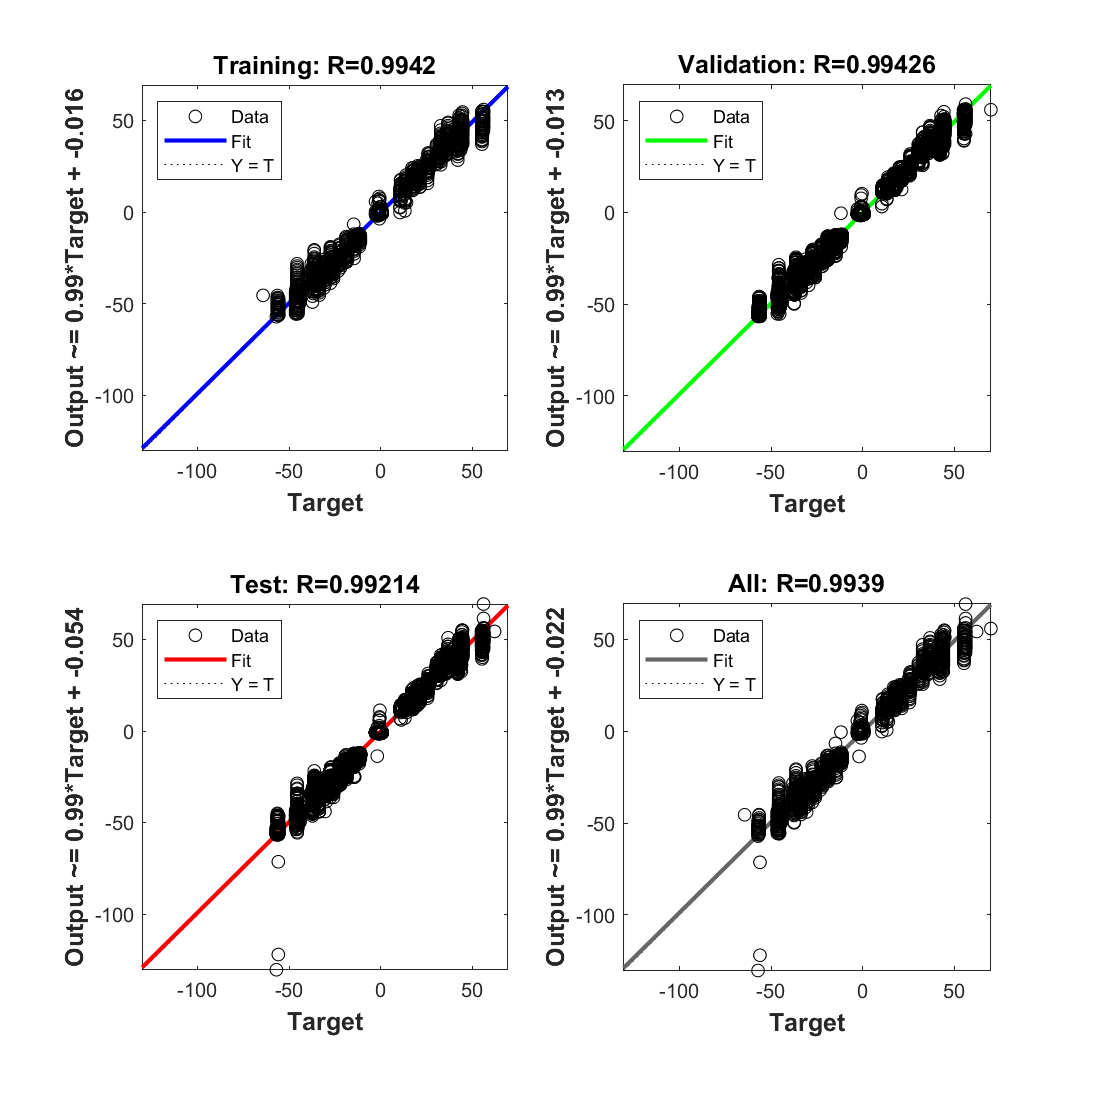 Training: R=0.9942
Output ~= 0.99*Target + -0.016
Data
Fit
Y = T
50
0
-50
-100
-100
-50
0
50
Target
Validation: R=0.99426
Output ~= 0.99*Target + -0.013
Data
Fit
Y = T
50
0
-50
-100
-100
-50
0
50
Target
Test: R=0.99214
Output ~= 0.99*Target + -0.054
Data
Fit
Y = T
50
0
-50
-100
-100
-50
0
50
Target
All: R=0.9939
Output ~= 0.99*Target + -0.022
Data
Fit
Y = T
50
0
-50
-100
-100
-50
0
50
Target